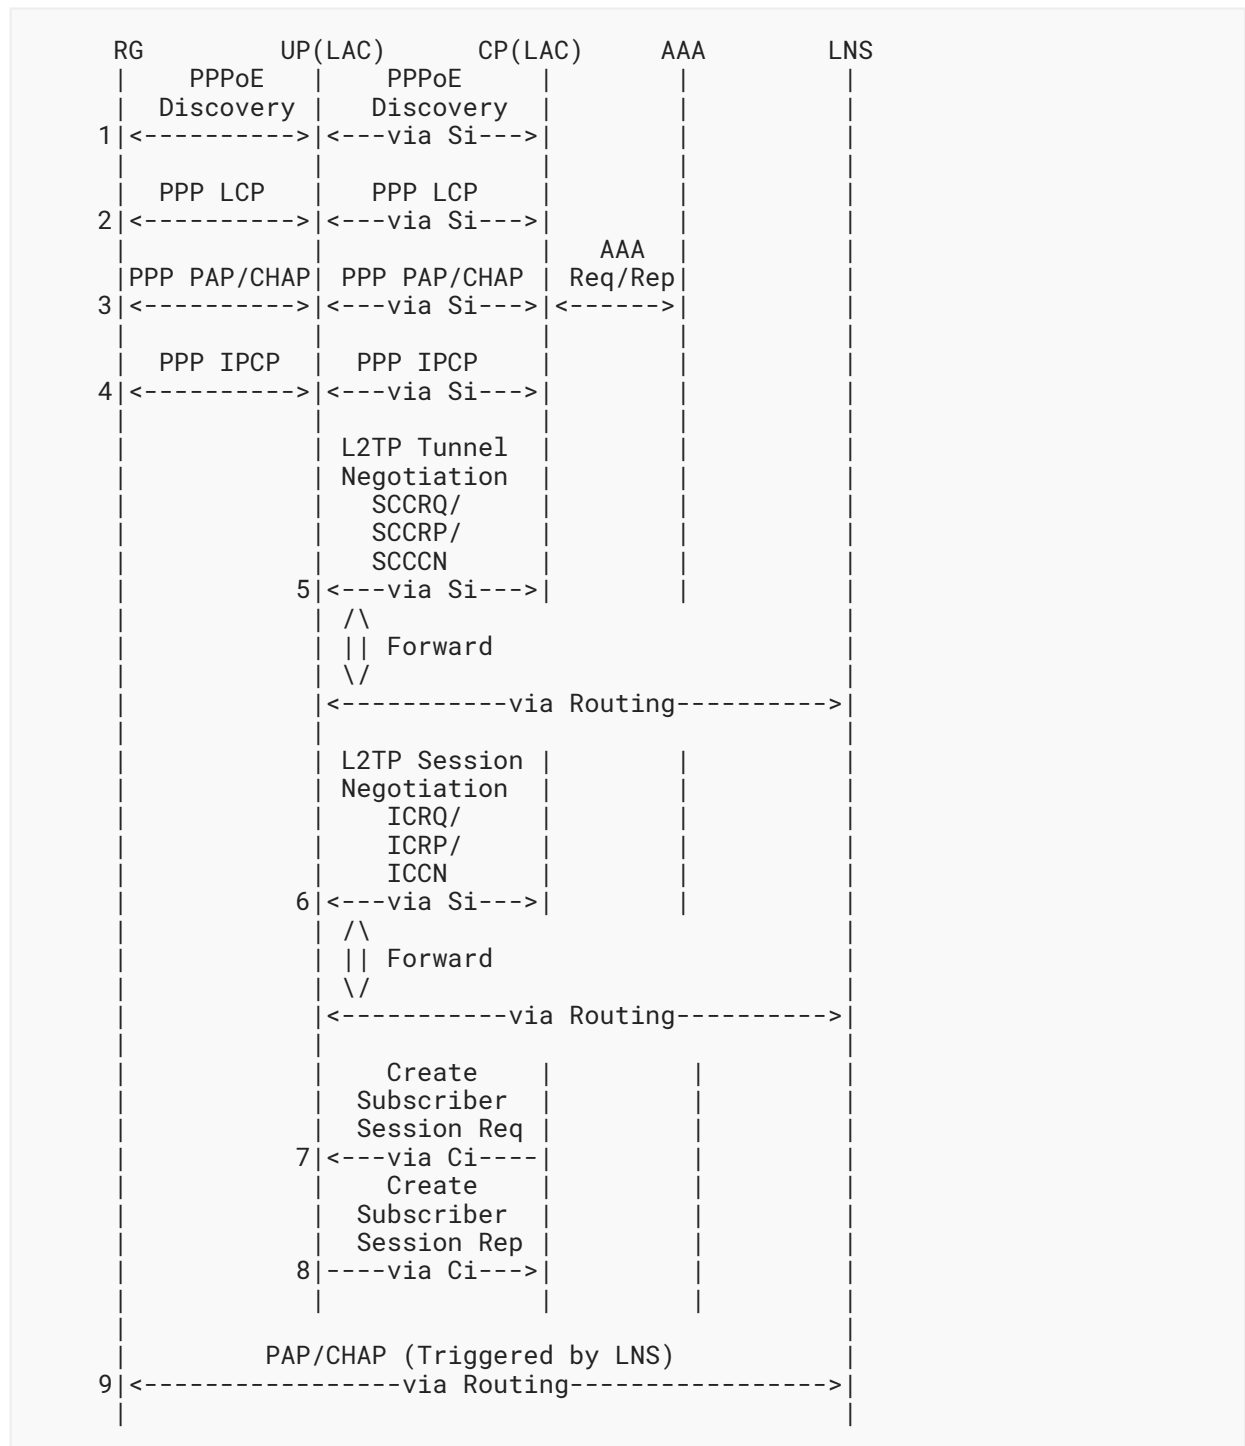 RG         UP(LAC)      CP(LAC)     AAA        LNS
|    PPPoE   |    PPPoE     |        |          |
|  Discovery |   Discovery  |        |          |
1|<---------->|<---via Si--->|        |          |
|            |              |        |          |
|  PPP LCP   |   PPP LCP    |        |          |
2|<---------->|<---via Si--->|        |          |
|            |              |   AAA  |          |
|PPP PAP/CHAP| PPP PAP/CHAP | Req/Rep|          |
3|<---------->|<---via Si--->|<------>|          |
|            |              |        |          |
|  PPP IPCP  |  PPP IPCP    |        |          |
4|<---------->|<---via Si--->|        |          |
|            |              |        |          |
|            | L2TP Tunnel  |        |          |
|            | Negotiation  |        |          |
|            |   SCCRQ/     |        |          |
|            |   SCCRP/     |        |          |
|            |   SCCCN      |        |          |
|           5|<---via Si--->|        |          |
|            | /\                               |
|            | || Forward                       |
|            | \/                               |
|            |<-----------via Routing---------->|
|            |                                  |
|            | L2TP Session |        |          |
|            | Negotiation  |        |          |
|            |    ICRQ/     |        |          |
|            |    ICRP/     |        |          |
|            |    ICCN      |        |          |
|           6|<---via Si--->|        |          |
|            | /\                               |
|            | || Forward                       |
|            | \/                               |
|            |<-----------via Routing---------->|
|            |                                  |
|            |    Create    |         |         |
|            |  Subscriber  |         |         |
|            |  Session Req |         |         |
|           7|<---via Ci----|         |         |
|            |    Create    |         |         |
|            |  Subscriber  |         |         |
|            |  Session Rep |         |         |
|           8|----via Ci--->|         |         |
|            |              |         |         |
|                                               |
|         PAP/CHAP (Triggered by LNS)           |
9|<-----------------via Routing----------------->|
|                                               |